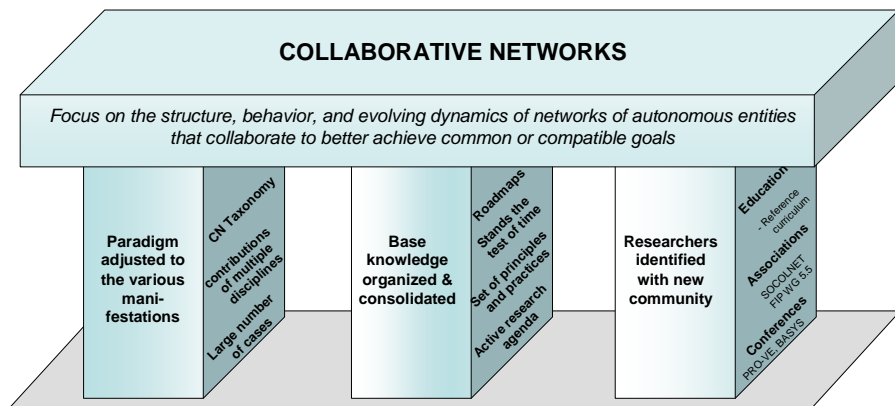 COLLABORATIVE NETWORKS
Focus on the structure, behavior, and evolving dynamics of networks of autonomous entities
that collaborate to better achieve common or compatible goals
Paradigm
adjusted to
the various
mani-
festations
CN Taxonomy
contributions
of multiple
disciplines
Large number
of cases
Base
knowledge
organized &
consolidated
Roadmaps
Stands the
test of time
Set of principles
and practices
Active research
agenda
Researchers
identified
with new
community
Education
- Reference
curriculum
Associations
SOCOLNET
FIP WG 5.5
Conferences
PRO-VE, BASYS